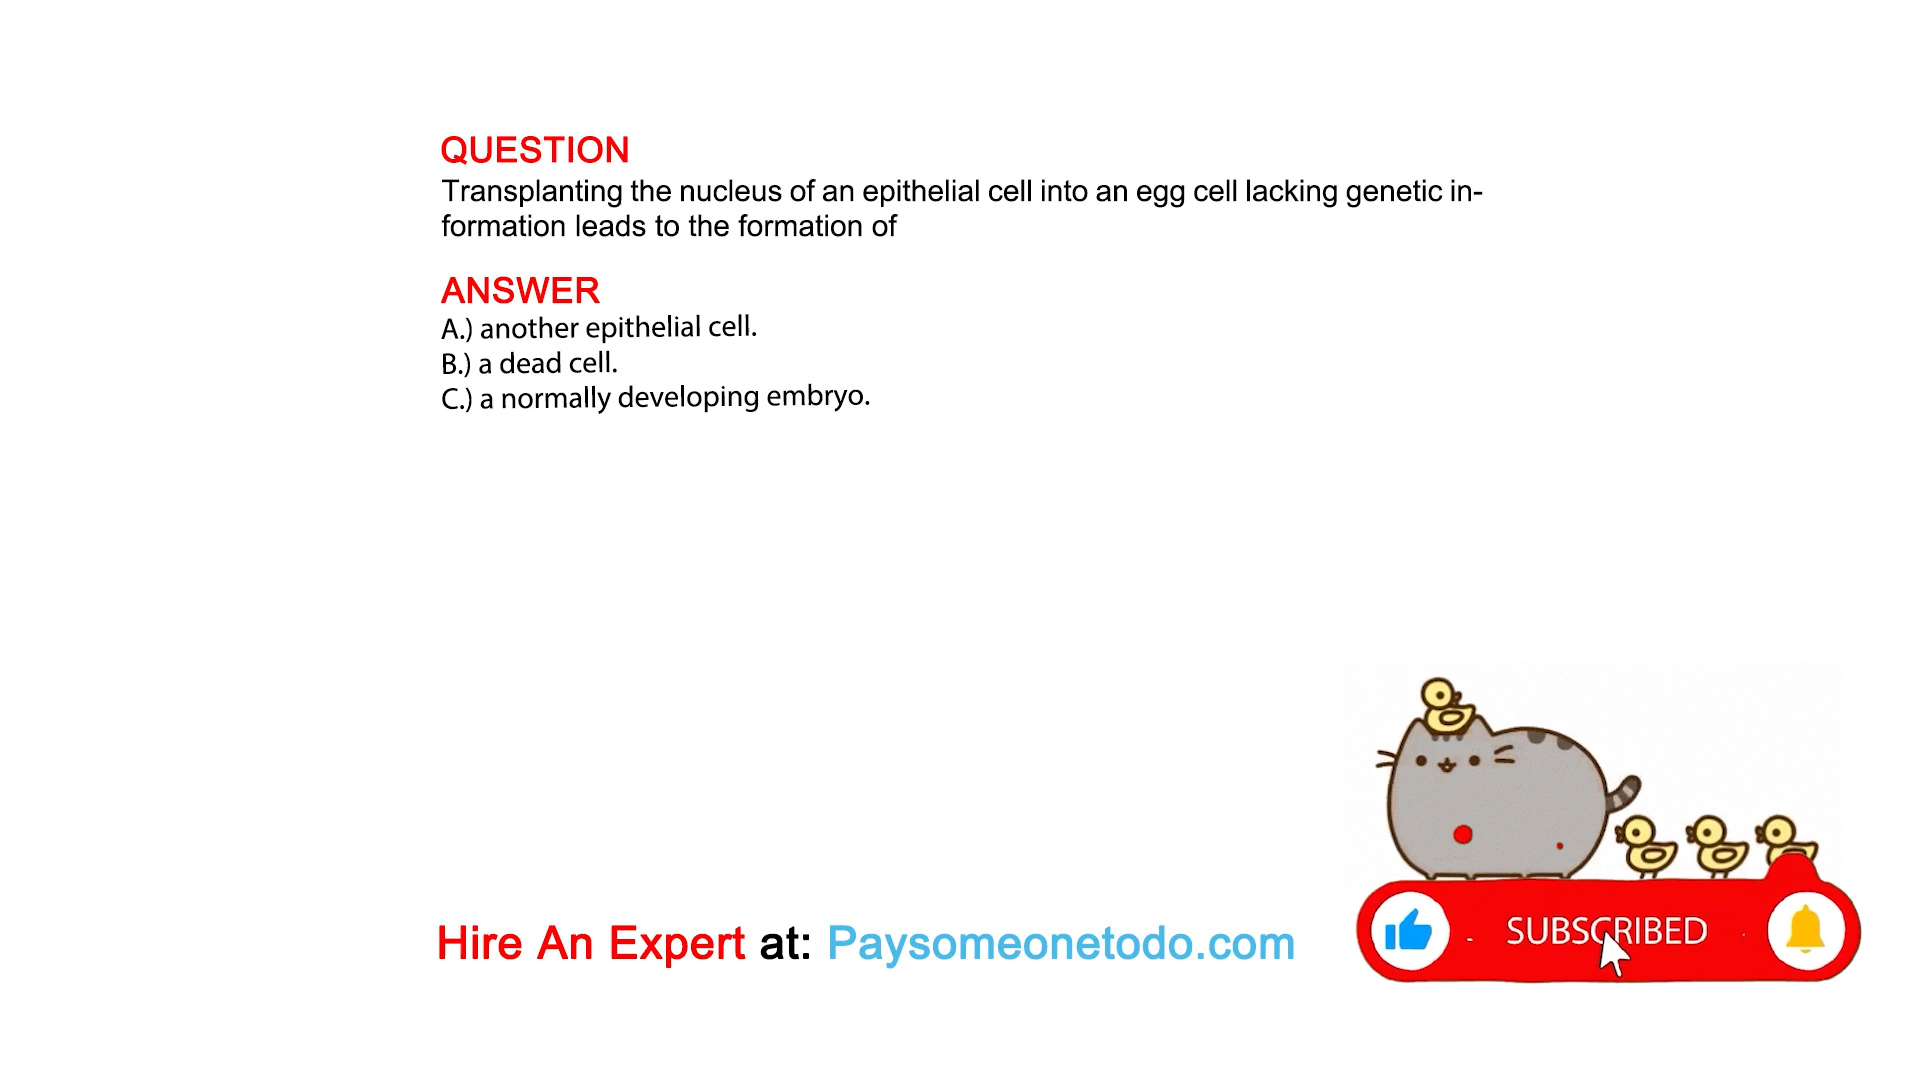 QUESTION
Transplanting the nucleus of an epithelial cell into an egg cell lacking genetic in-
formation leads to the formation of
ANSWER
A.) another epithelial cell.
B.) a dead cell.
C.) a normally developing embryo.
Hire An Expert at: Paysomeonetodo.com
SUBSCRIBED